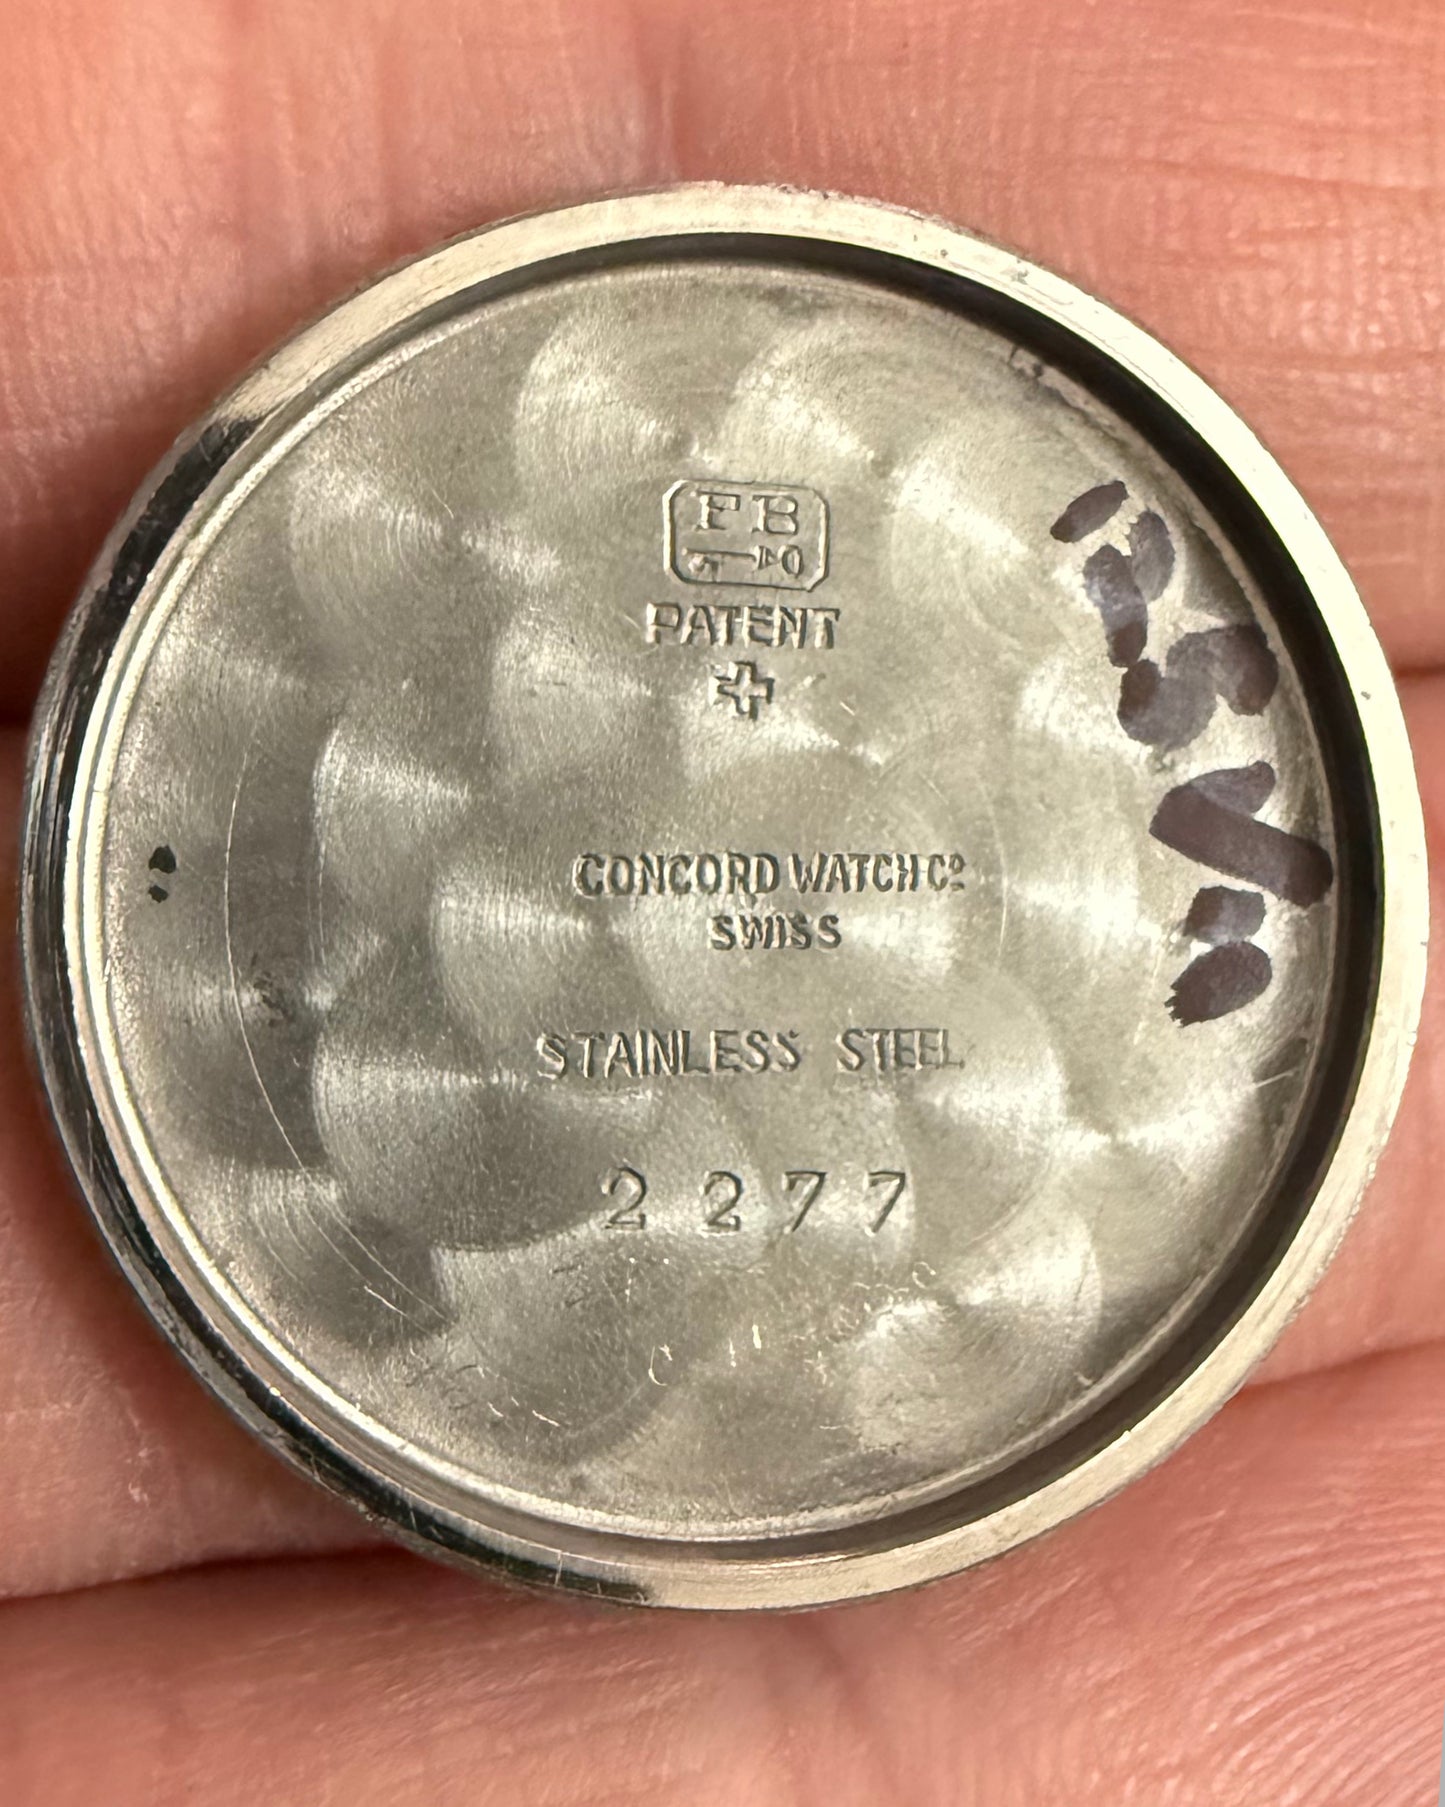 FB
PATENT
CONCORD WATCH Cº
SWISS
STAINLESS STEEL
2277